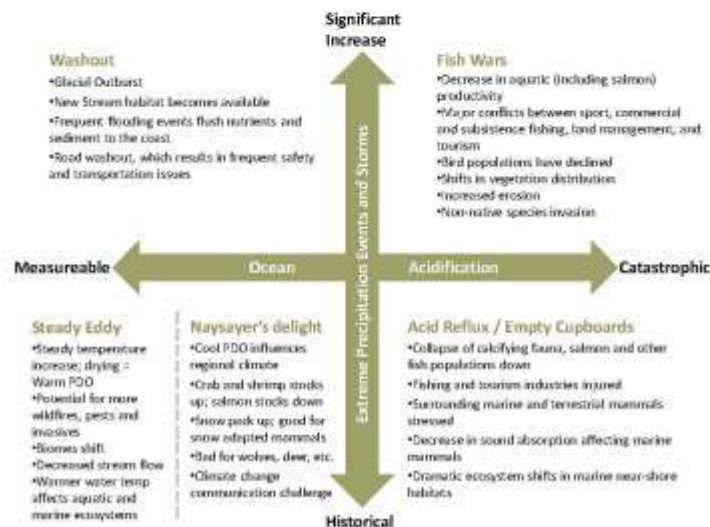 Significant
Increase
Washout
•Glacial Outburst
•New Stream habitat becomes available
•Frequent flooding events flush nutrients and
sediment to the coast
•Road washout, which results in frequent safety
and transportation issues
Fish Wars
•Decrease in aquatic (including salmon)
productivity
•Major conflicts between sport, commercial
and subsistence fishing, land management, and
tourism
•Bird populations have declined
•Shifts in vegetation distribution
•Increased erosion
•Non-native species invasion
Extreme Precipitation Events and Storms
Measureable
Ocean
Acidification
Catastrophic
Steady Eddy
•Steady temperature
increase; drying =
Warm PDO
•Potential for more
wildfires, pests and
invasives
•Biomes shift
•Decreased stream flow
•Warmer water temp
affects aquatic and
marine ecosystems
Naysayer's delight
•Cool PDO influences
regional climate
•Crab and shrimp stocks
up; salmon stocks down
•Snow pack up; good for
snow adapted mammals
•Bad for wolves, deer, etc.
•Climate change
communication challenge
Acid Reflux / Empty Cupboards
•Collapse of calcifying fauna, salmon and other
fish populations down
•Fishing and tourism industries injured
•Surrounding marine and terrestrial mammals
stressed
•Decrease in sound absorption affecting marine
mammals
•Dramatic ecosystem shifts in marine near-shore
habitats
Historical